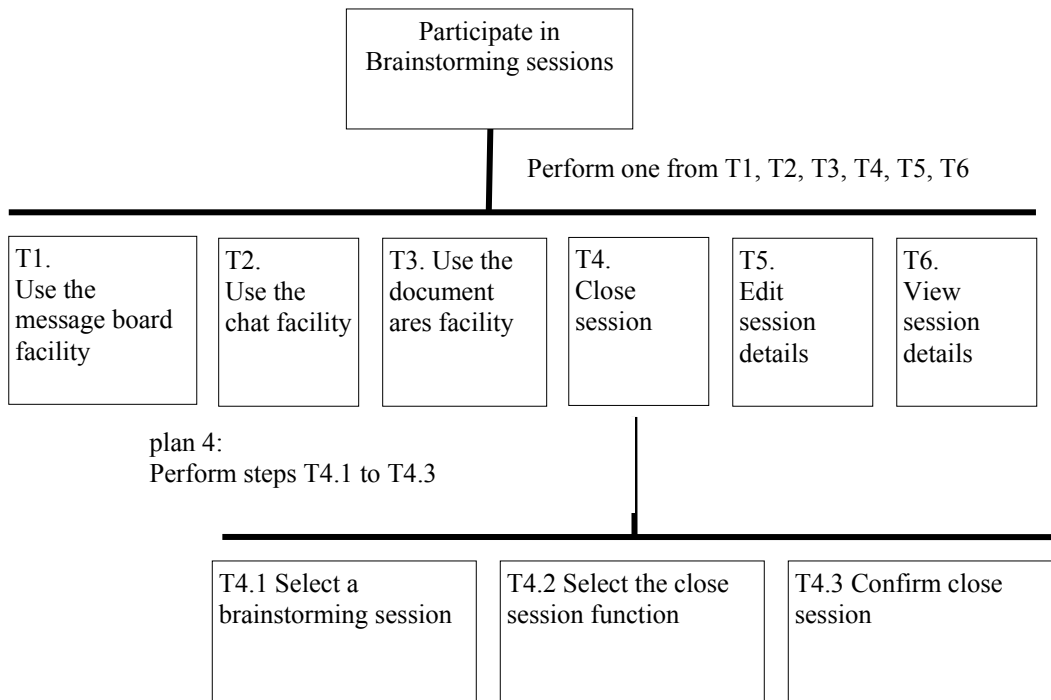 Participate in
Brainstorming sessions
Perform one from T1, T2, T3, T4, T5, T6
T1.
Use the
message board
facility
T2.
Use the
chat facility
T3. Use the
document
ares facility
T4.
Close
session
T5.
Edit
session
details
T6.
View
session
details
plan 4:
Perform steps T4.1 to T4.3
T4.1 Select a
brainstorming session
T4.2 Select the close
session function
T4.3 Confirm close
session